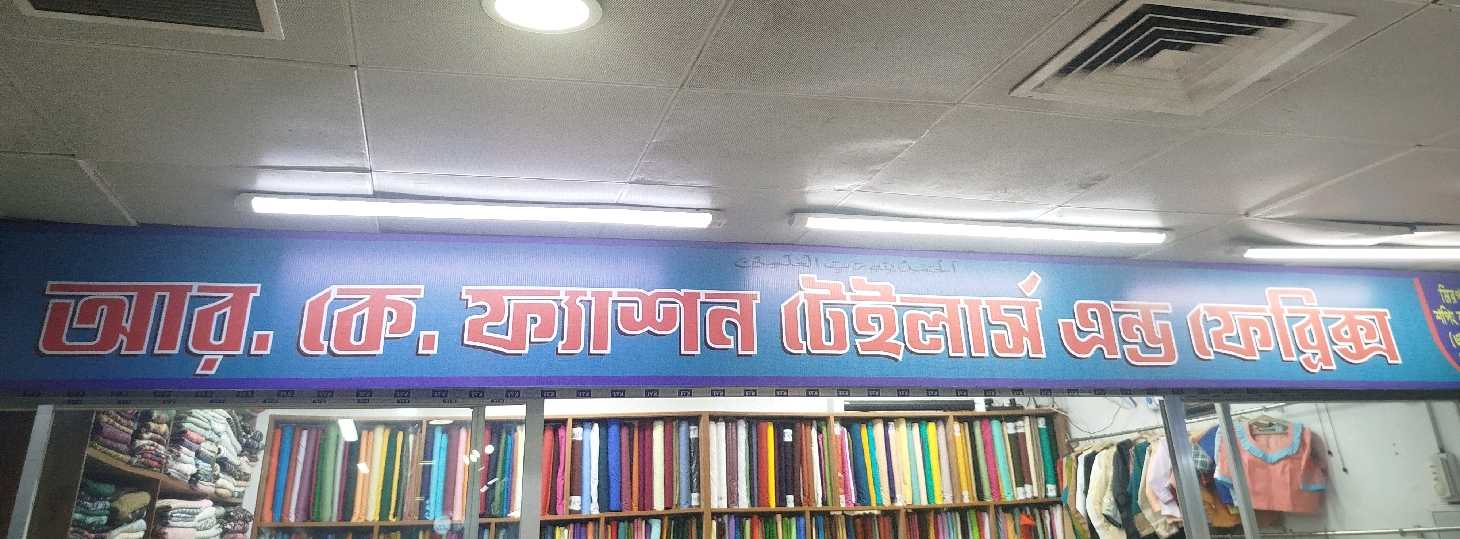 আর. কে. ফ্যাশন টেইলার্স এন্ড ফেব্রিক্স